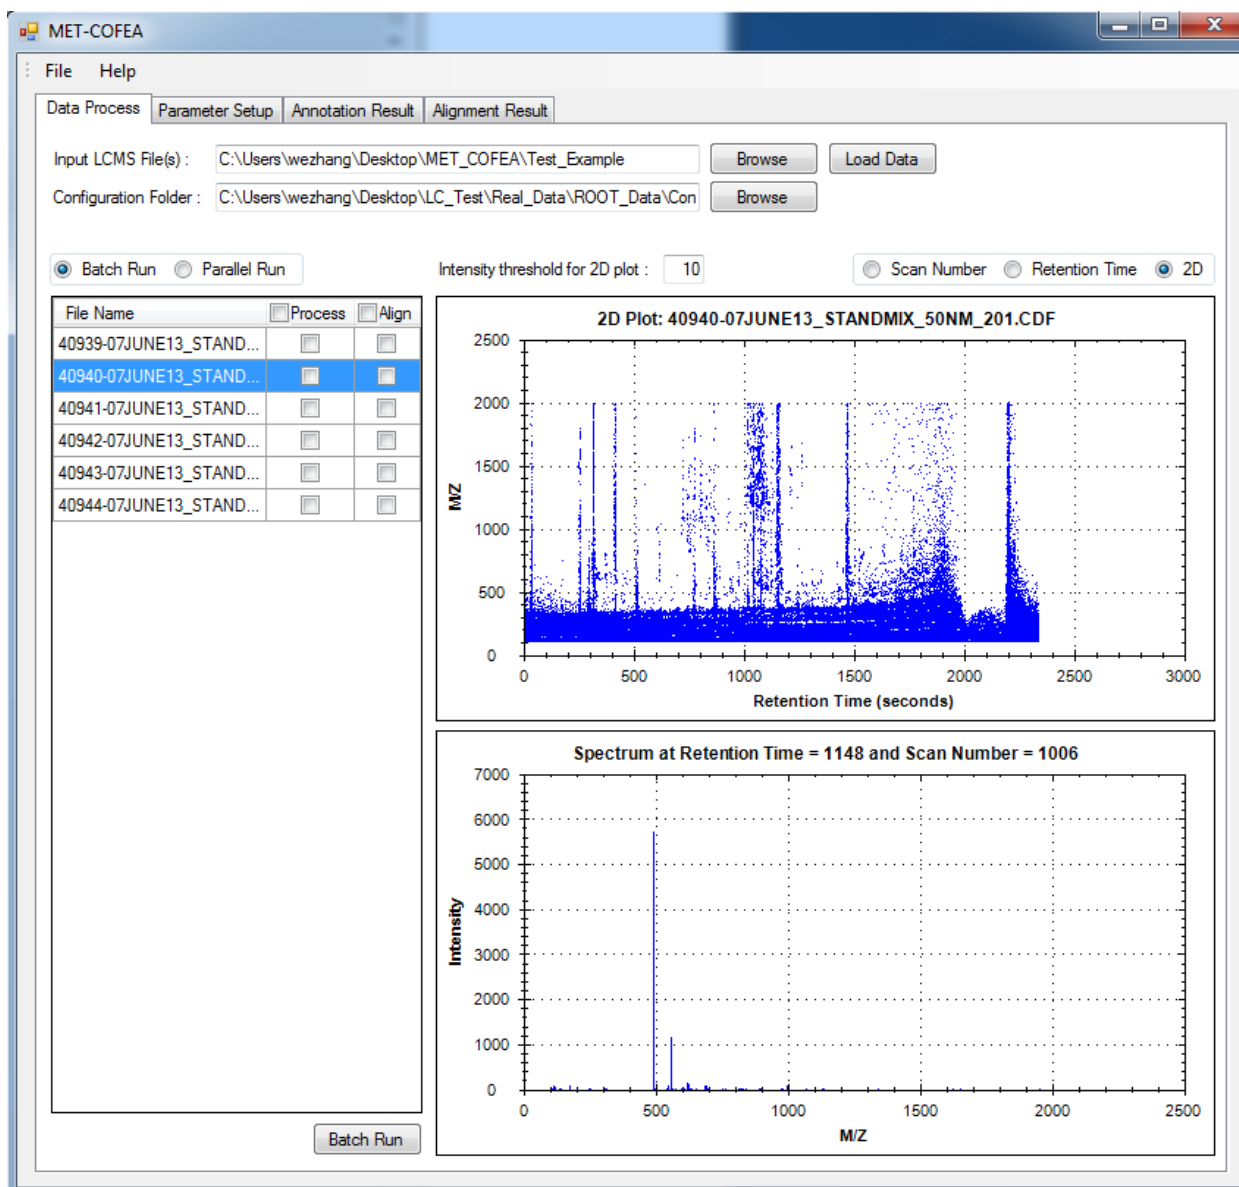 MET-COFEA
File Help
Data Process Parameter Setup Annotation Result Alignment Result
Input LCMS File(s) : C:\Users\wezhang\Desktop\MET_COFEA\Test_Example Browse Load Data
Configuration Folder : C:\Users\wezhang\Desktop\LC_Test\Real_Data\ROOT_Data\Con Browse
Batch Run Parallel Run Intensity threshold for 2D plot : 10 Scan Number Retention Time 2D
File Name Process Align
40939-07JUNE13_STAND...
40940-07JUNE13_STAND...
40941-07JUNE13_STAND...
40942-07JUNE13_STAND...
40943-07JUNE13_STAND...
40944-07JUNE13_STAND...
Batch Run
2D Plot: 40940-07JUNE13_STANDMIX_50NM_201.CDF
2500
2000
1500
M/Z
1000
500
0
0 500 1000 1500 2000 2500 3000
Retention Time (seconds)
Spectrum at Retention Time = 1148 and Scan Number = 1006
7000
6000
5000
4000
Intensity
3000
2000
1000
0
0 500 1000 1500 2000 2500
M/Z